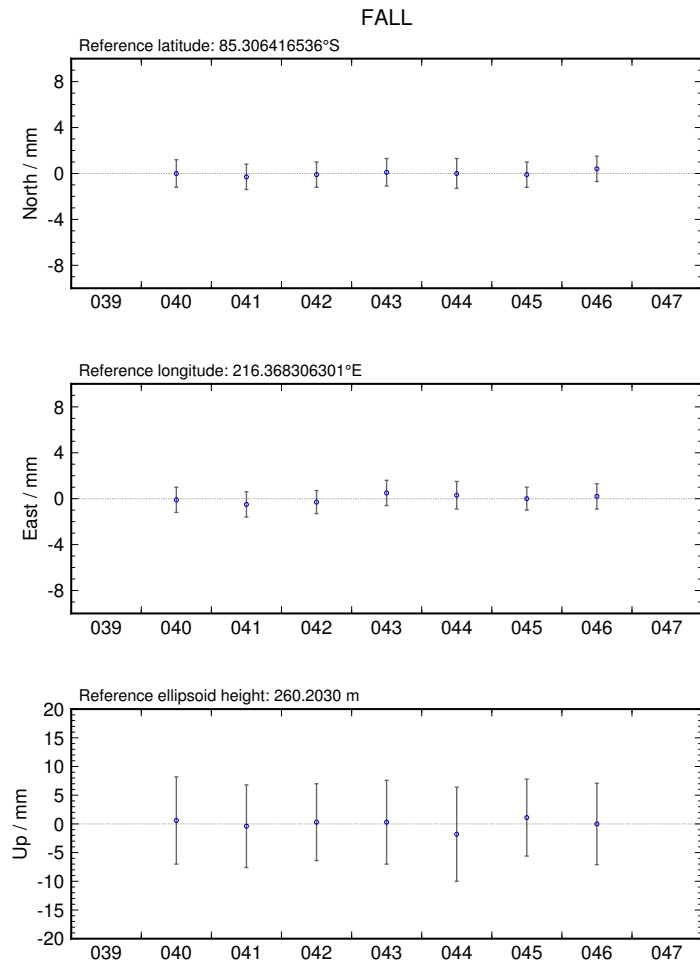 FALL
Reference latitude: 85.306416536°S
North / mm
8
4
0
-4
-8
039 040 041 042 043 044 045 046 047
Reference longitude: 216.368306301°E
East / mm
8
4
0
-4
-8
039 040 041 042 043 044 045 046 047
Reference ellipsoid height: 260.2030 m
Up / mm
20
15
10
5
0
-5
-10
-15
-20
039 040 041 042 043 044 045 046 047